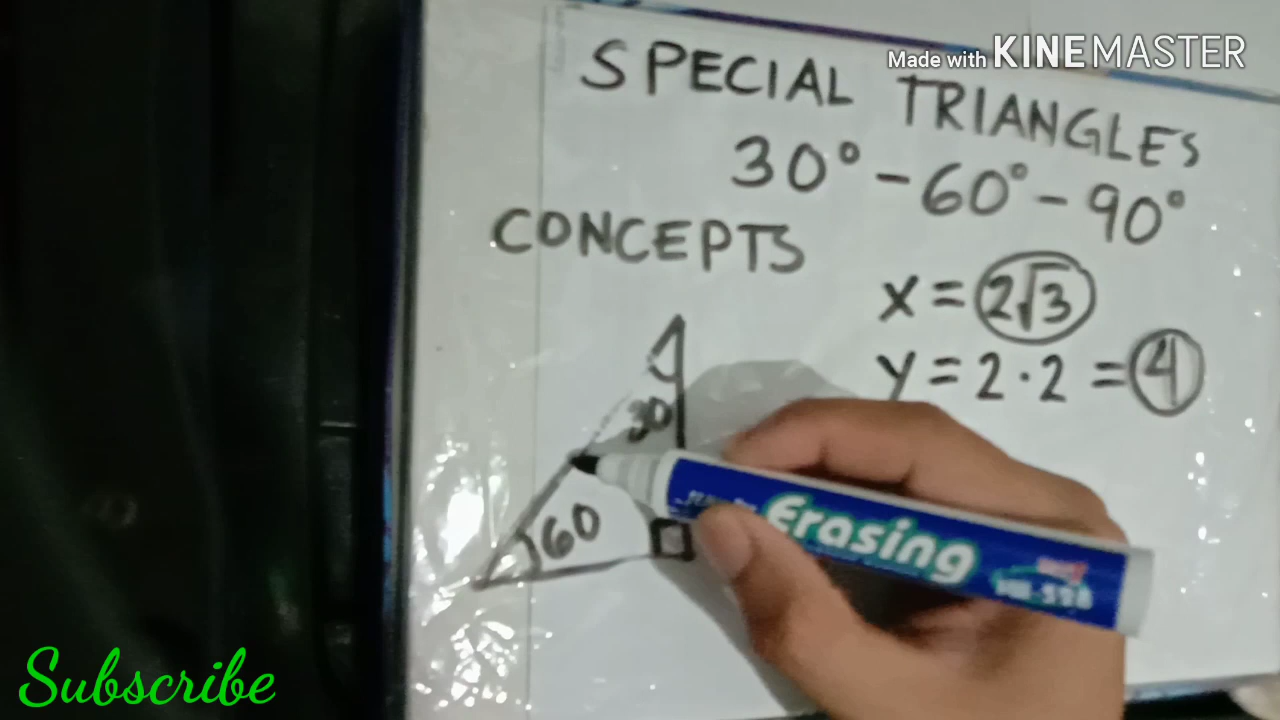 Made with KINEMASTER
SPECIAL TRIANGLES
30° - 60° - 90°
CONCEPTS
x = 2√3
y = 2 · 2 = 4
30
60
Erasing
Subscribe